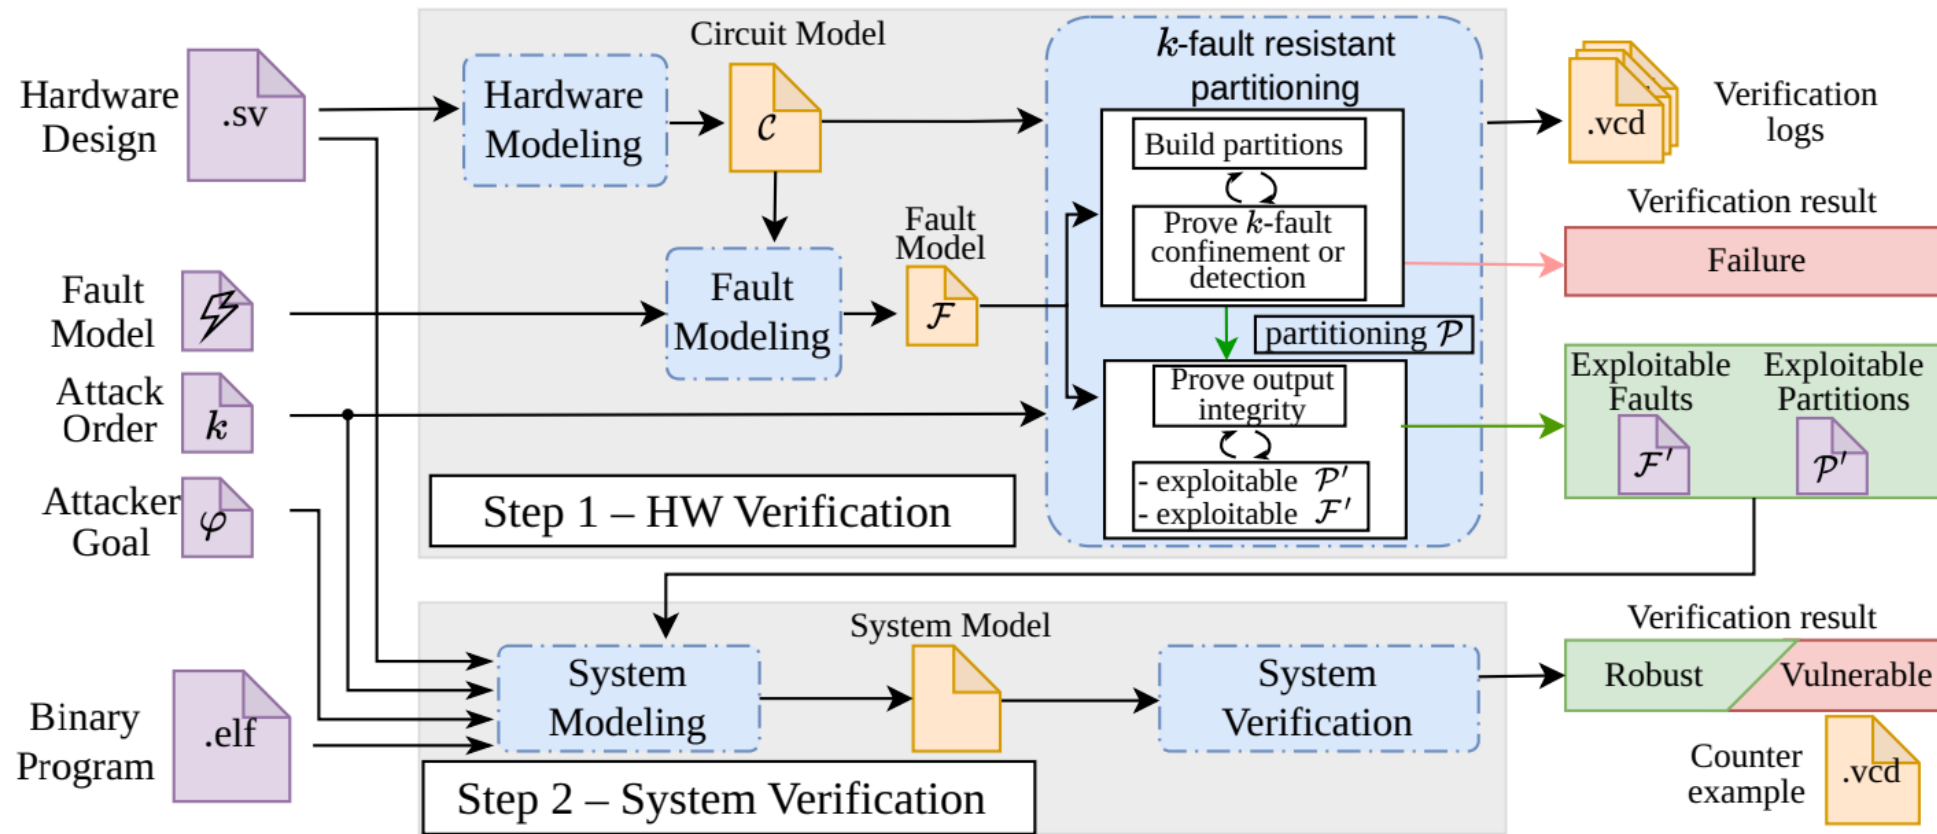 Hardware
Design
.sv
Fault
Model
Attack
Order
k
Attacker
Goal
φ
Binary
Program
.elf
Circuit Model
Hardware
Modeling
C
Fault
Modeling
Fault
Model
F
k-fault resistant
partitioning
Build partitions
Prove k-fault
confinement or
detection
partitioning P
Prove output
integrity
- exploitable P′
- exploitable F′
Step 1 – HW Verification
.vcd
Verification
logs
Verification result
Failure
Exploitable
Faults
F′
Exploitable
Partitions
P′
System Model
System
Modeling
System
Verification
Step 2 – System Verification
Verification result
Robust
Vulnerable
Counter
example
.vcd